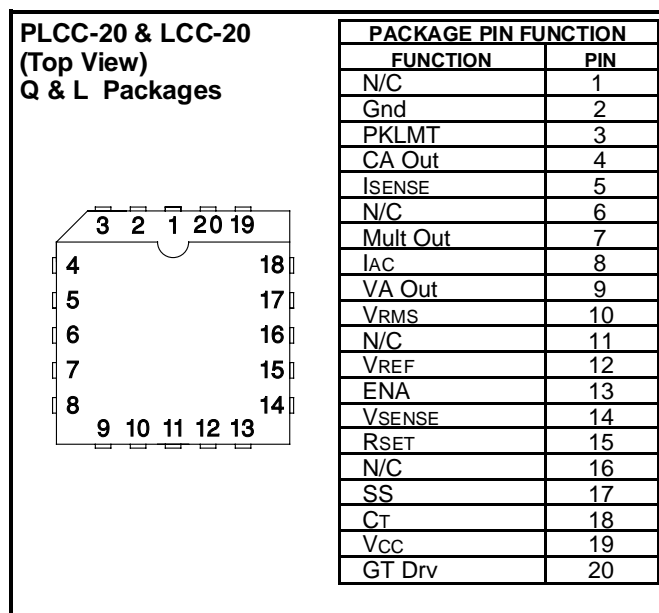 PLCC-20 & LCC-20
(Top View)
Q & L Packages
3 2 1 20 19
4 18
5 17
6 16
7 15
8 14
9 10 11 12 13
PACKAGE PIN FUNCTION
FUNCTION PIN
N/C 1
Gnd 2
PKLMT 3
CA Out 4
ISENSE 5
N/C 6
Mult Out 7
IAC 8
VA Out 9
VRMS 10
N/C 11
VREF 12
ENA 13
VSENSE 14
RSET 15
N/C 16
SS 17
CT 18
VCC 19
GT Drv 20